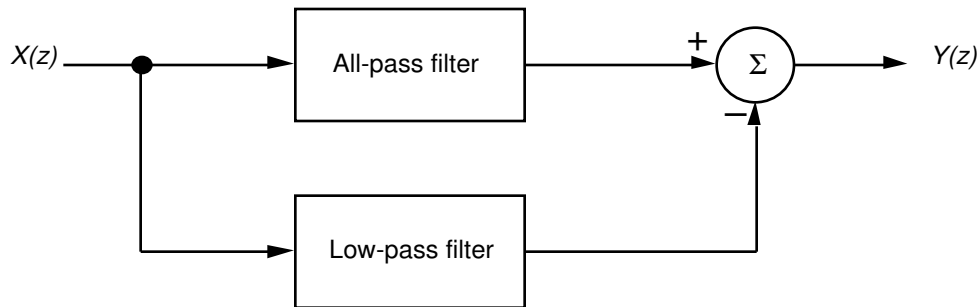 X(z)
All-pass filter
+
Σ
Y(z)
−
Low-pass filter